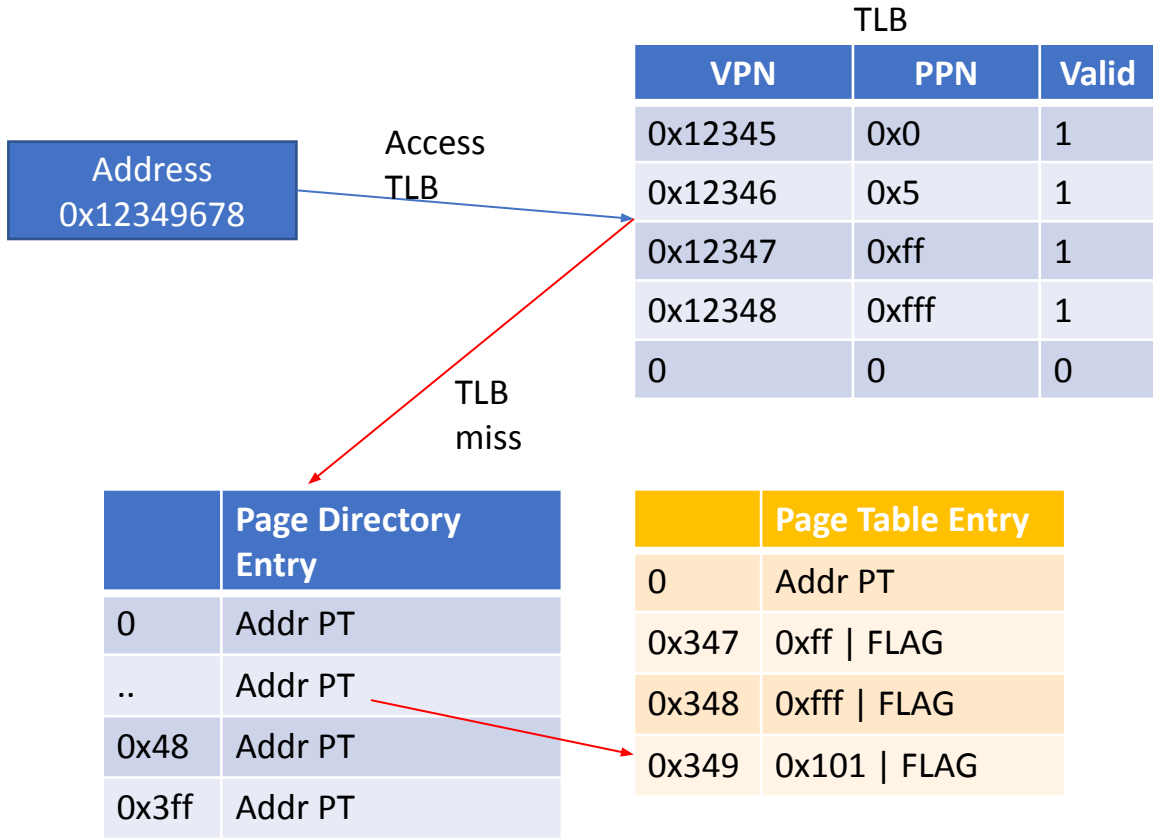 TLB
VPN PPN Valid
0x12345 0x0 1
0x12346 0x5 1
0x12347 0xff 1
0x12348 0xfff 1
0 0 0
Address
0x12349678
Access
TLB
TLB
miss
Page Directory
Entry
0 Addr PT
.. Addr PT
0x48 Addr PT
0x3ff Addr PT
Page Table Entry
0 Addr PT
0x347 0xff | FLAG
0x348 0xfff | FLAG
0x349 0x101 | FLAG